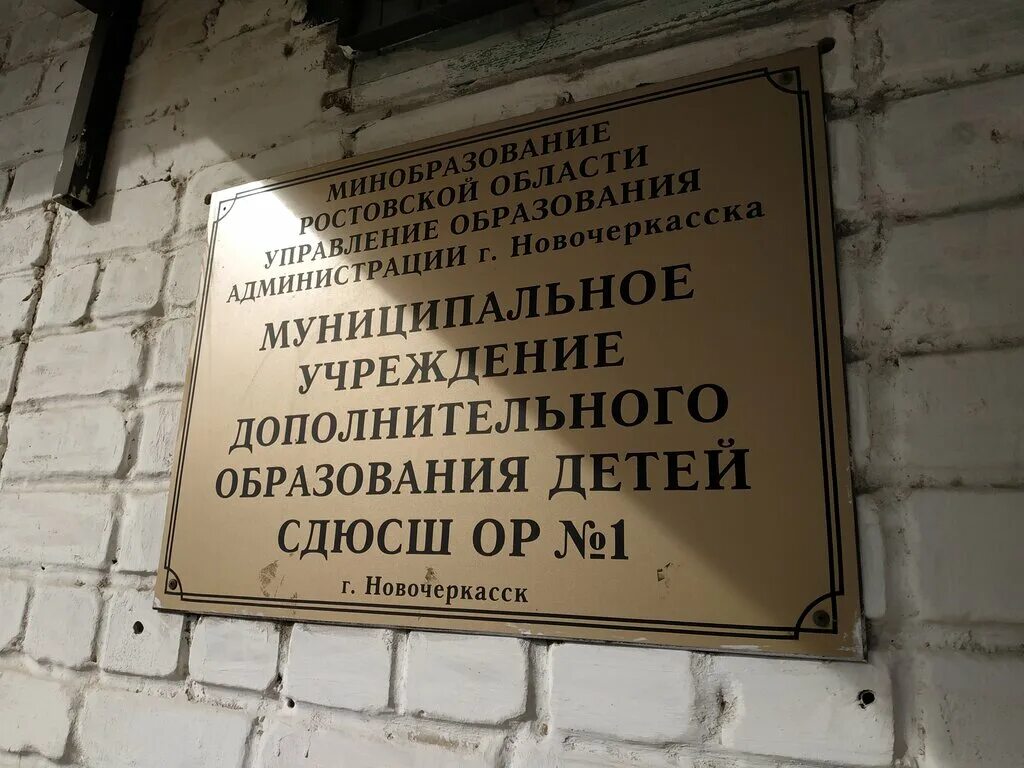 МИНОБРАЗОВАНИЕ
РОСТОВСКОЙ ОБЛАСТИ
УПРАВЛЕНИЕ ОБРАЗОВАНИЯ
АДМИНИСТРАЦИИ г. Новочеркасска
МУНИЦИПАЛЬНОЕ
УЧРЕЖДЕНИЕ
ДОПОЛНИТЕЛЬНОГО
ОБРАЗОВАНИЯ ДЕТЕЙ
СДЮСШ ОР №1
г. Новочеркасск